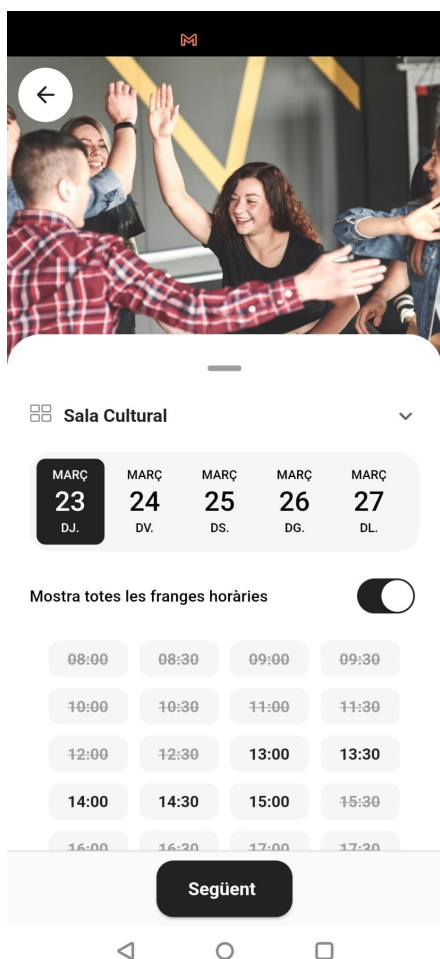 Sala Cultural
MARÇ MARÇ MARÇ MARÇ MARÇ
23 24 25 26 27
DJ. DV. DS. DG. DL.
Mostra totes les franges horàries
08:00 08:30 09:00 09:30
10:00 10:30 11:00 11:30
12:00 12:30 13:00 13:30
14:00 14:30 15:00 15:30
16:00 16:30 17:00 17:30
Següent